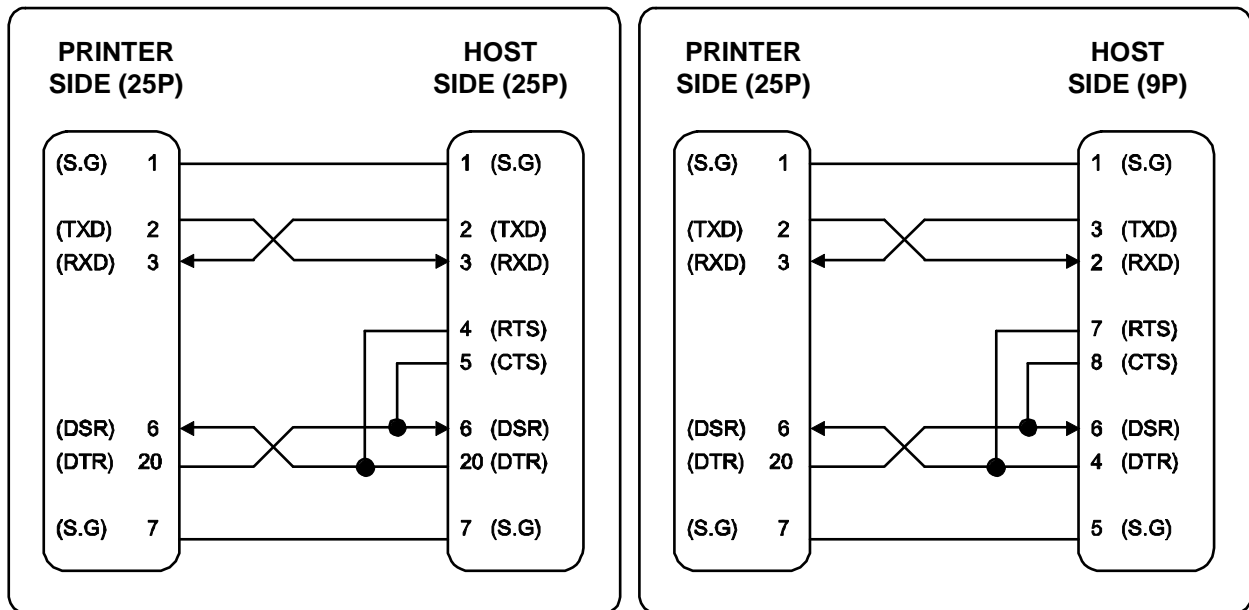 PRINTER
SIDE (25P)
HOST
SIDE (25P)
(S.G) 1
1 (S.G)
(TXD) 2
2 (TXD)
(RXD) 3
3 (RXD)
4 (RTS)
5 (CTS)
(DSR) 6
6 (DSR)
(DTR) 20
20 (DTR)
(S.G) 7
7 (S.G)
PRINTER
SIDE (25P)
HOST
SIDE (9P)
(S.G) 1
1 (S.G)
(TXD) 2
3 (TXD)
(RXD) 3
2 (RXD)
7 (RTS)
8 (CTS)
(DSR) 6
6 (DSR)
(DTR) 20
4 (DTR)
(S.G) 7
5 (S.G)